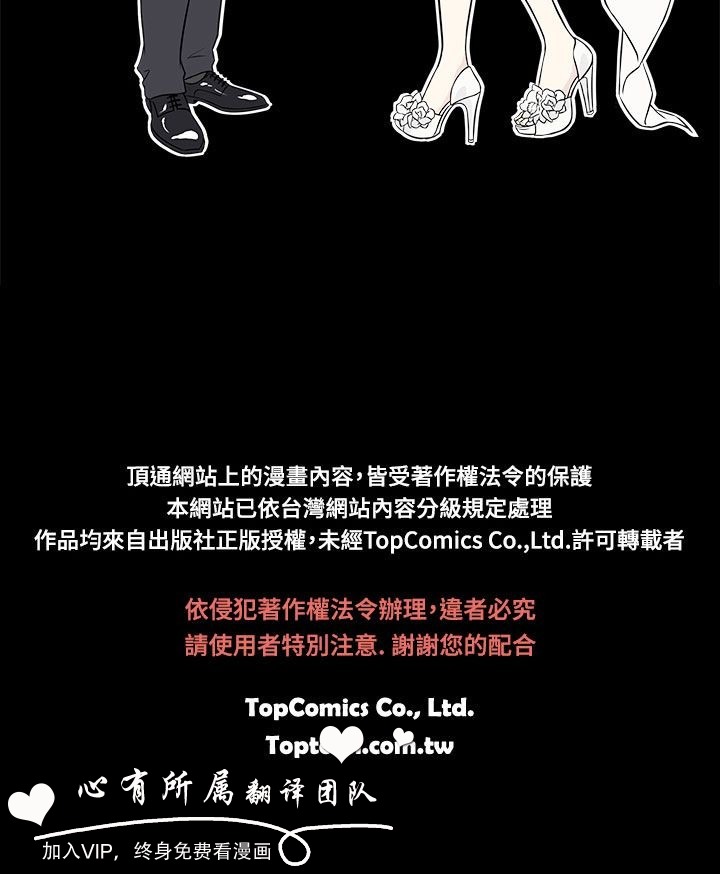 頂通網站上的漫畫內容，皆受著作權法令的保護
本網站已依台灣網站內容分級規定處理
作品均來自出版社正版授權，未經TopComics Co.,Ltd.許可轉載者
依侵犯著作權法令辦理，違者必究
請使用者特別注意. 謝謝您的配合
TopComics Co., Ltd.
.com.tw
心有所属翻译团队
加入VIP，终身免费看漫画